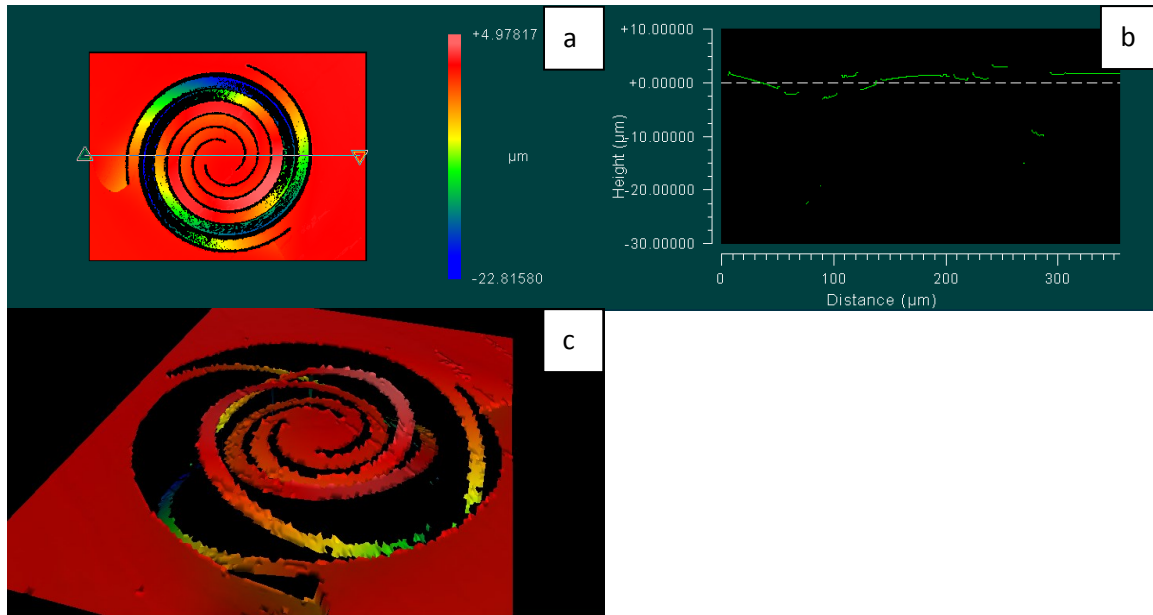 a
+4.97817
µm
-22.81580
b
+10.00000
+0.00000
-10.00000
-20.00000
-30.00000
Height (µm)
0
100
200
300
Distance (µm)
c